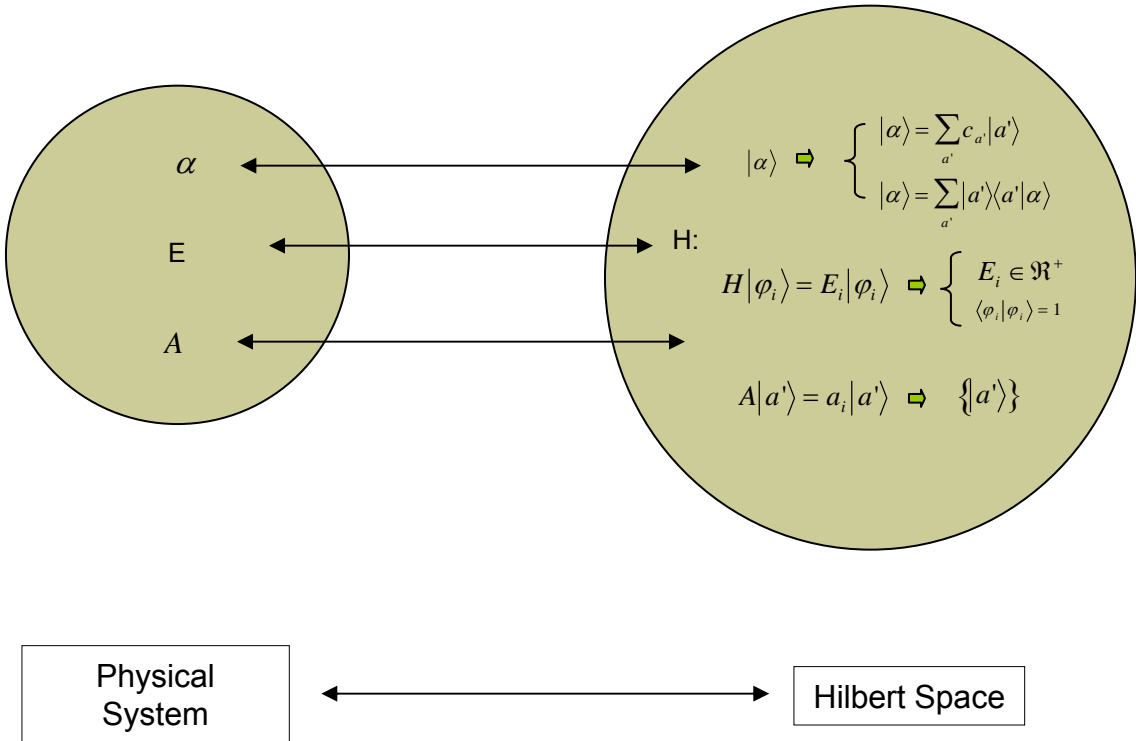 α
E
A
|α⟩ ⇨ { |α⟩ = ∑_{a'} c_{a'} |a'⟩
|α⟩ = ∑_{a'} |a'⟩⟨a'|α⟩
H:
H|φ_i⟩ = E_i|φ_i⟩ ⇨ { E_i ∈ ℜ⁺
⟨φ_i|φ_i⟩ = 1
A|a'⟩ = a_i|a'⟩ ⇨ {|a'⟩}
Physical
System
Hilbert Space